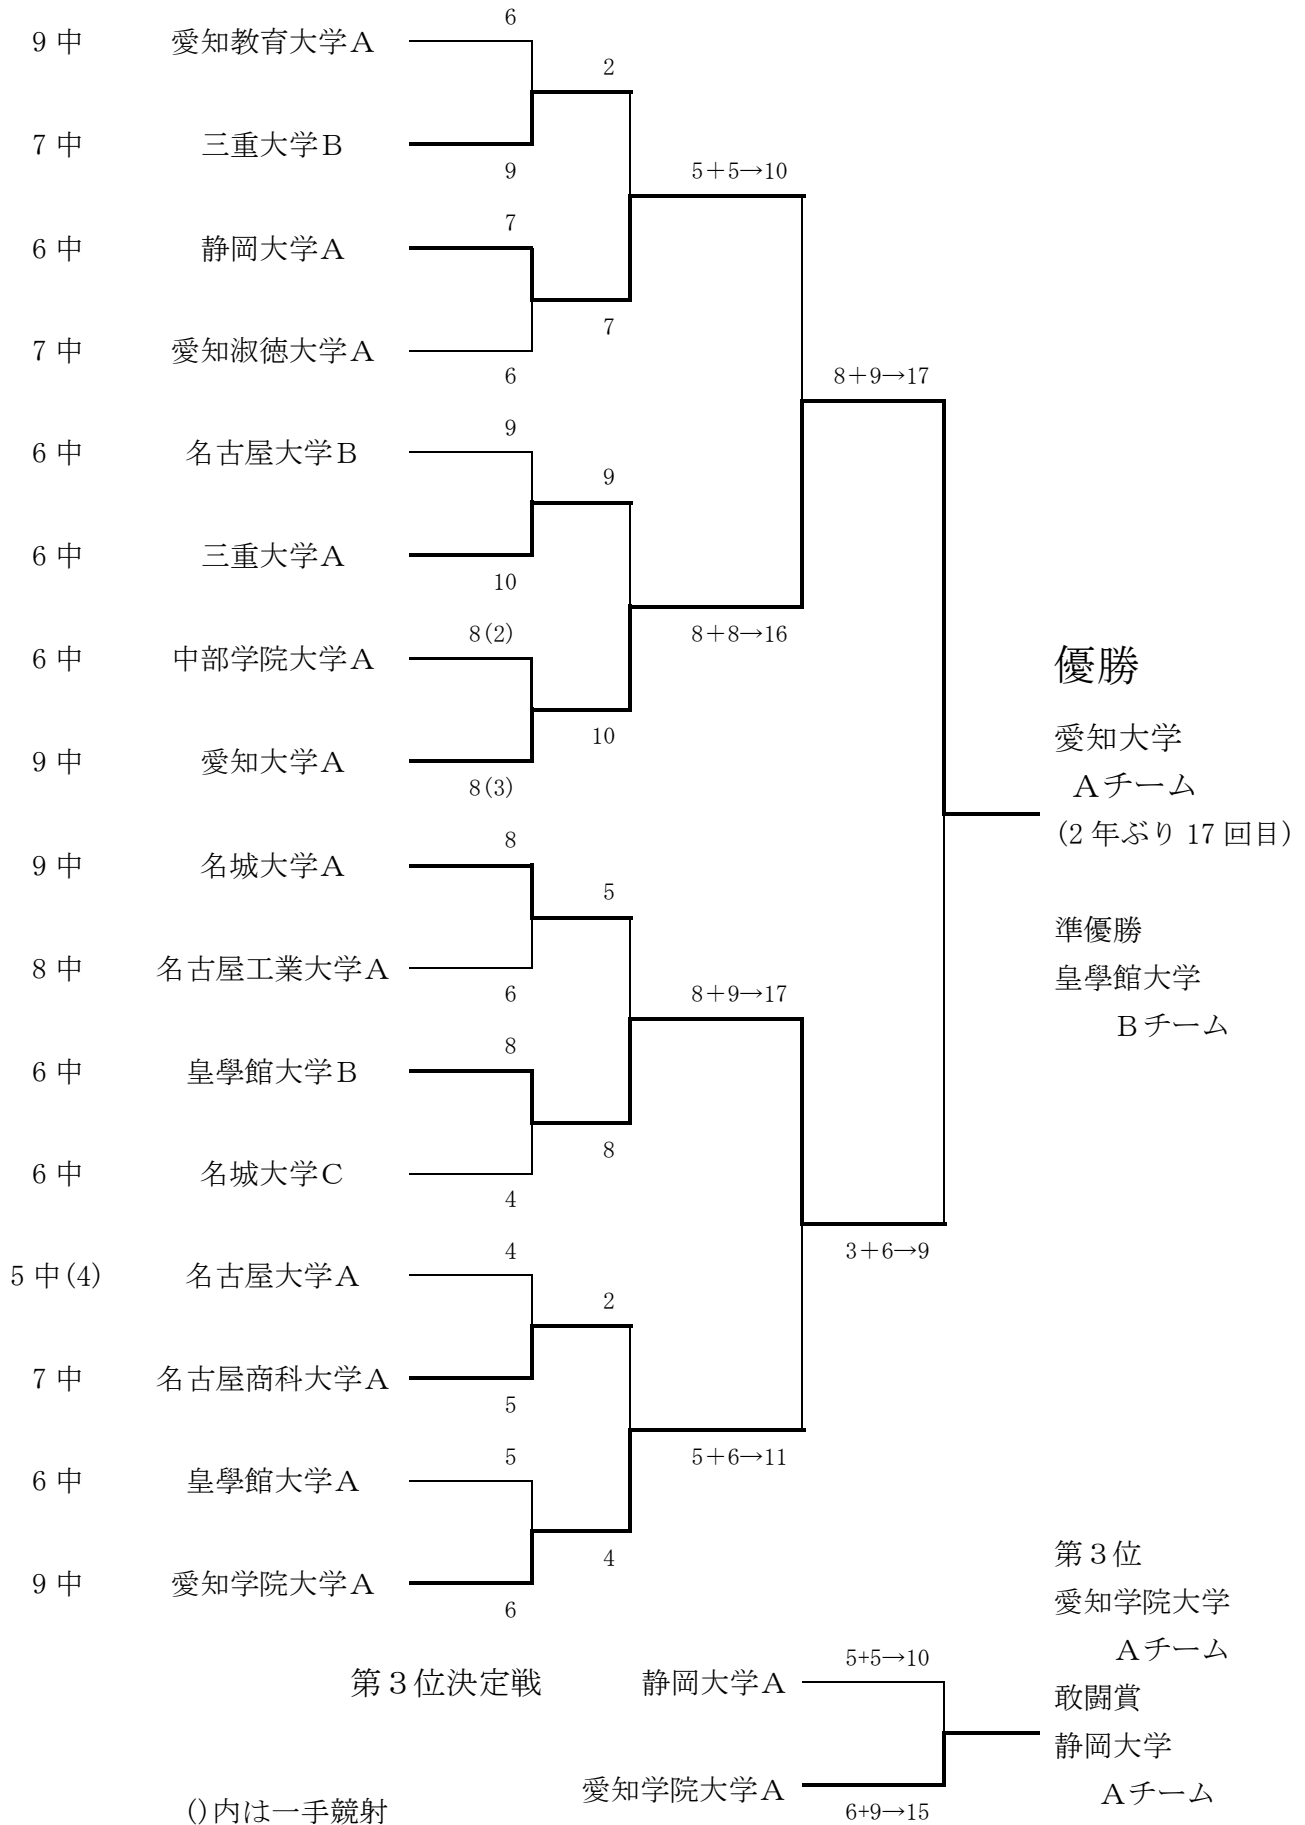 6
9 中 愛知教育大学A
2
7 中 三重大学B
9
5＋5→10
7
6 中 静岡大学A
7
7 中 愛知淑徳大学A
6
8＋9→17
9
6 中 名古屋大学B
9
6 中 三重大学A
10
8(2)
8＋8→16
6 中 中部学院大学A
優勝
10
愛知大学
9 中 愛知大学A
8(3)
Aチーム
(2 年ぶり 17 回目)
8
9 中 名城大学A
5
準優勝
8 中 名古屋工業大学A
皇學館大学
6
8＋9→17
Bチーム
8
6 中 皇學館大学B
8
6 中 名城大学C
4
4
3＋6→9
5 中(4) 名古屋大学A
2
7 中 名古屋商科大学A
5
5
5＋6→11
6 中 皇學館大学A
4
第３位
9 中 愛知学院大学A
愛知学院大学
6
Aチーム
5+5→10
第３位決定戦 静岡大学A
敢闘賞
静岡大学
愛知学院大学A
Aチーム
6+9→15
()内は一手競射